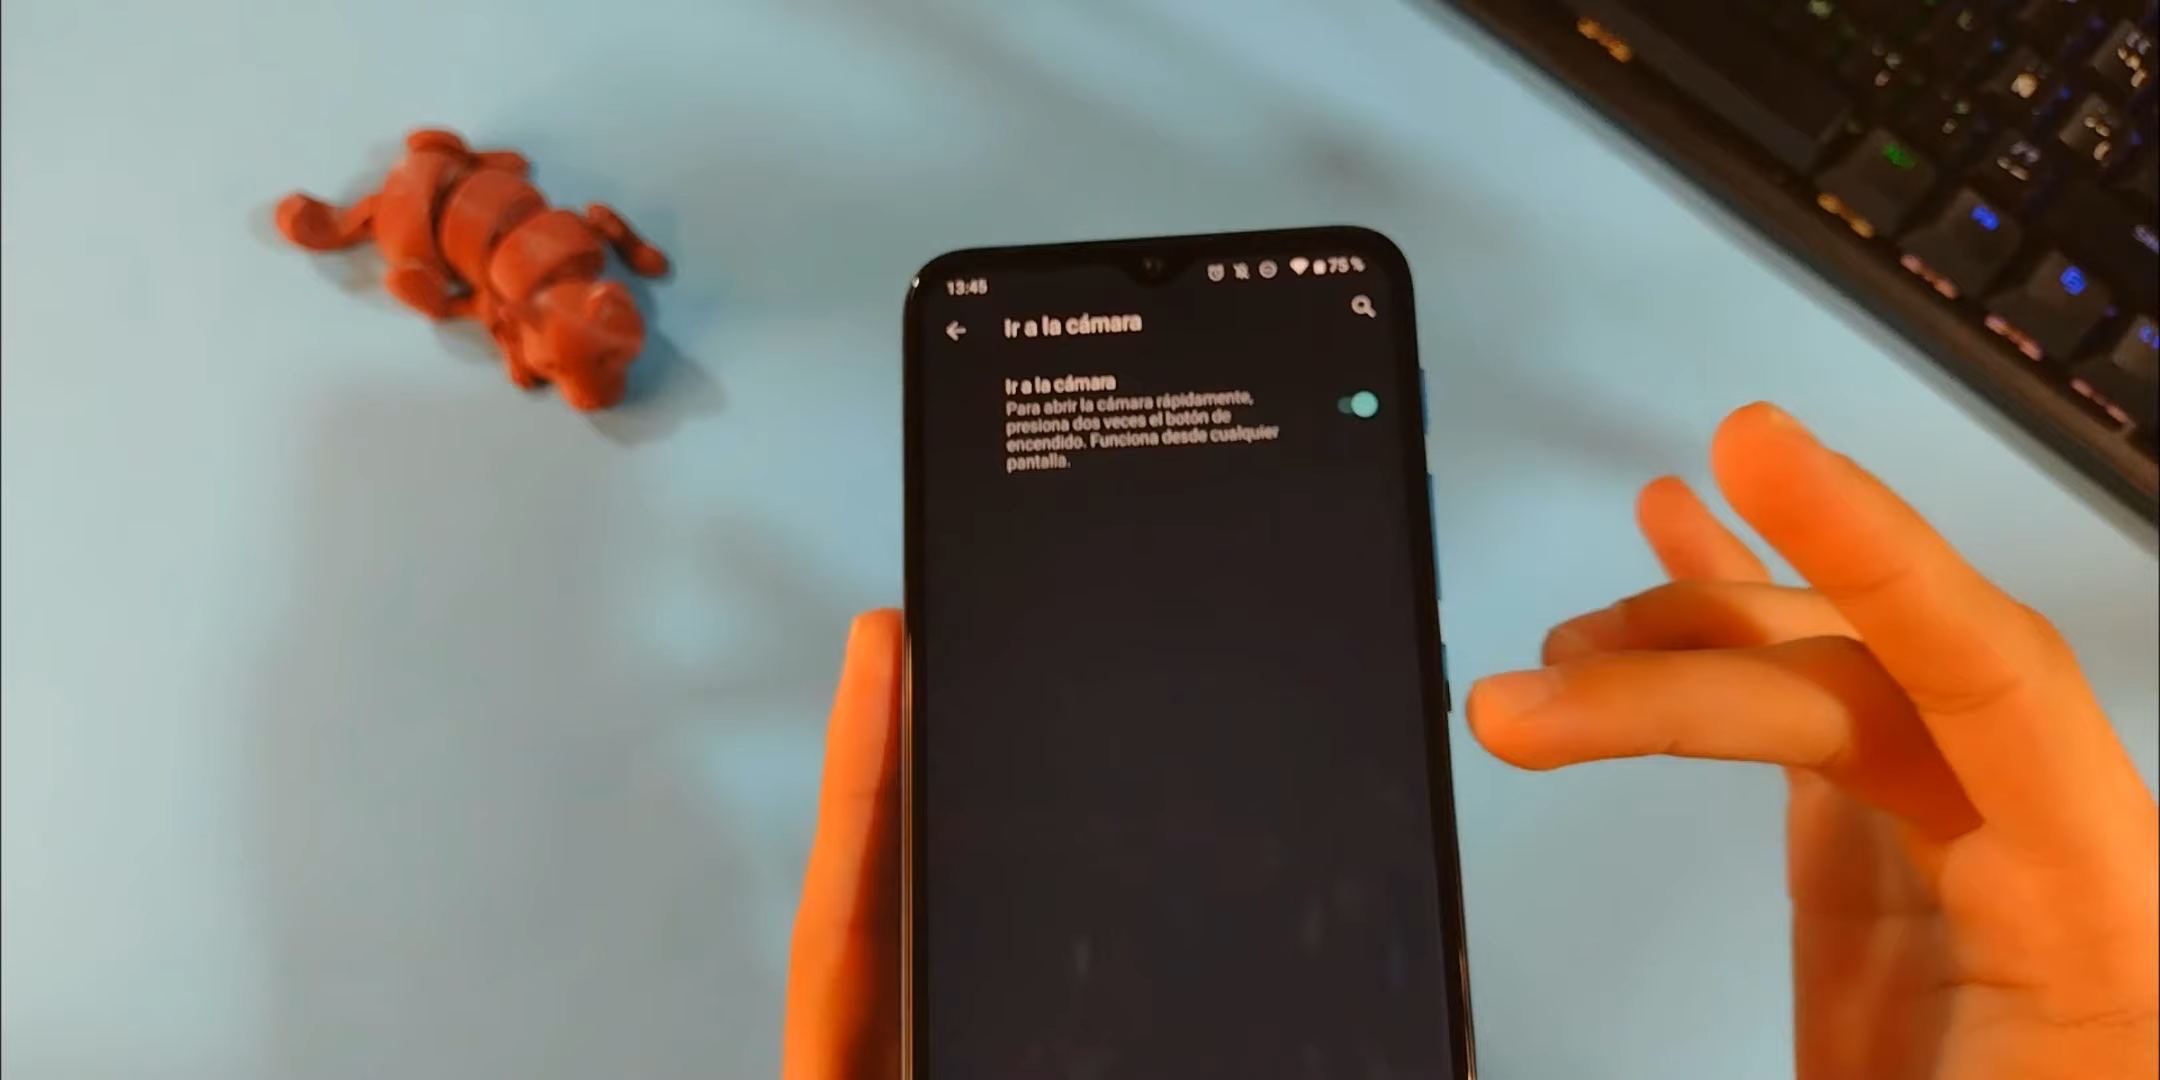 13:45
75 %
Ir a la cámara
Ir a la cámara
Para abrir la cámara rápidamente,
presiona dos veces el botón de
encendido. Funciona desde cualquier
pantalla.